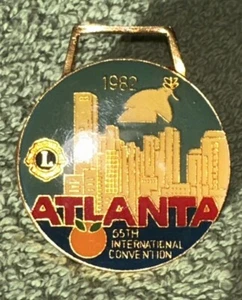 1982
L
ATLANTA
65TH
INTERNATIONAL
CONVENTION